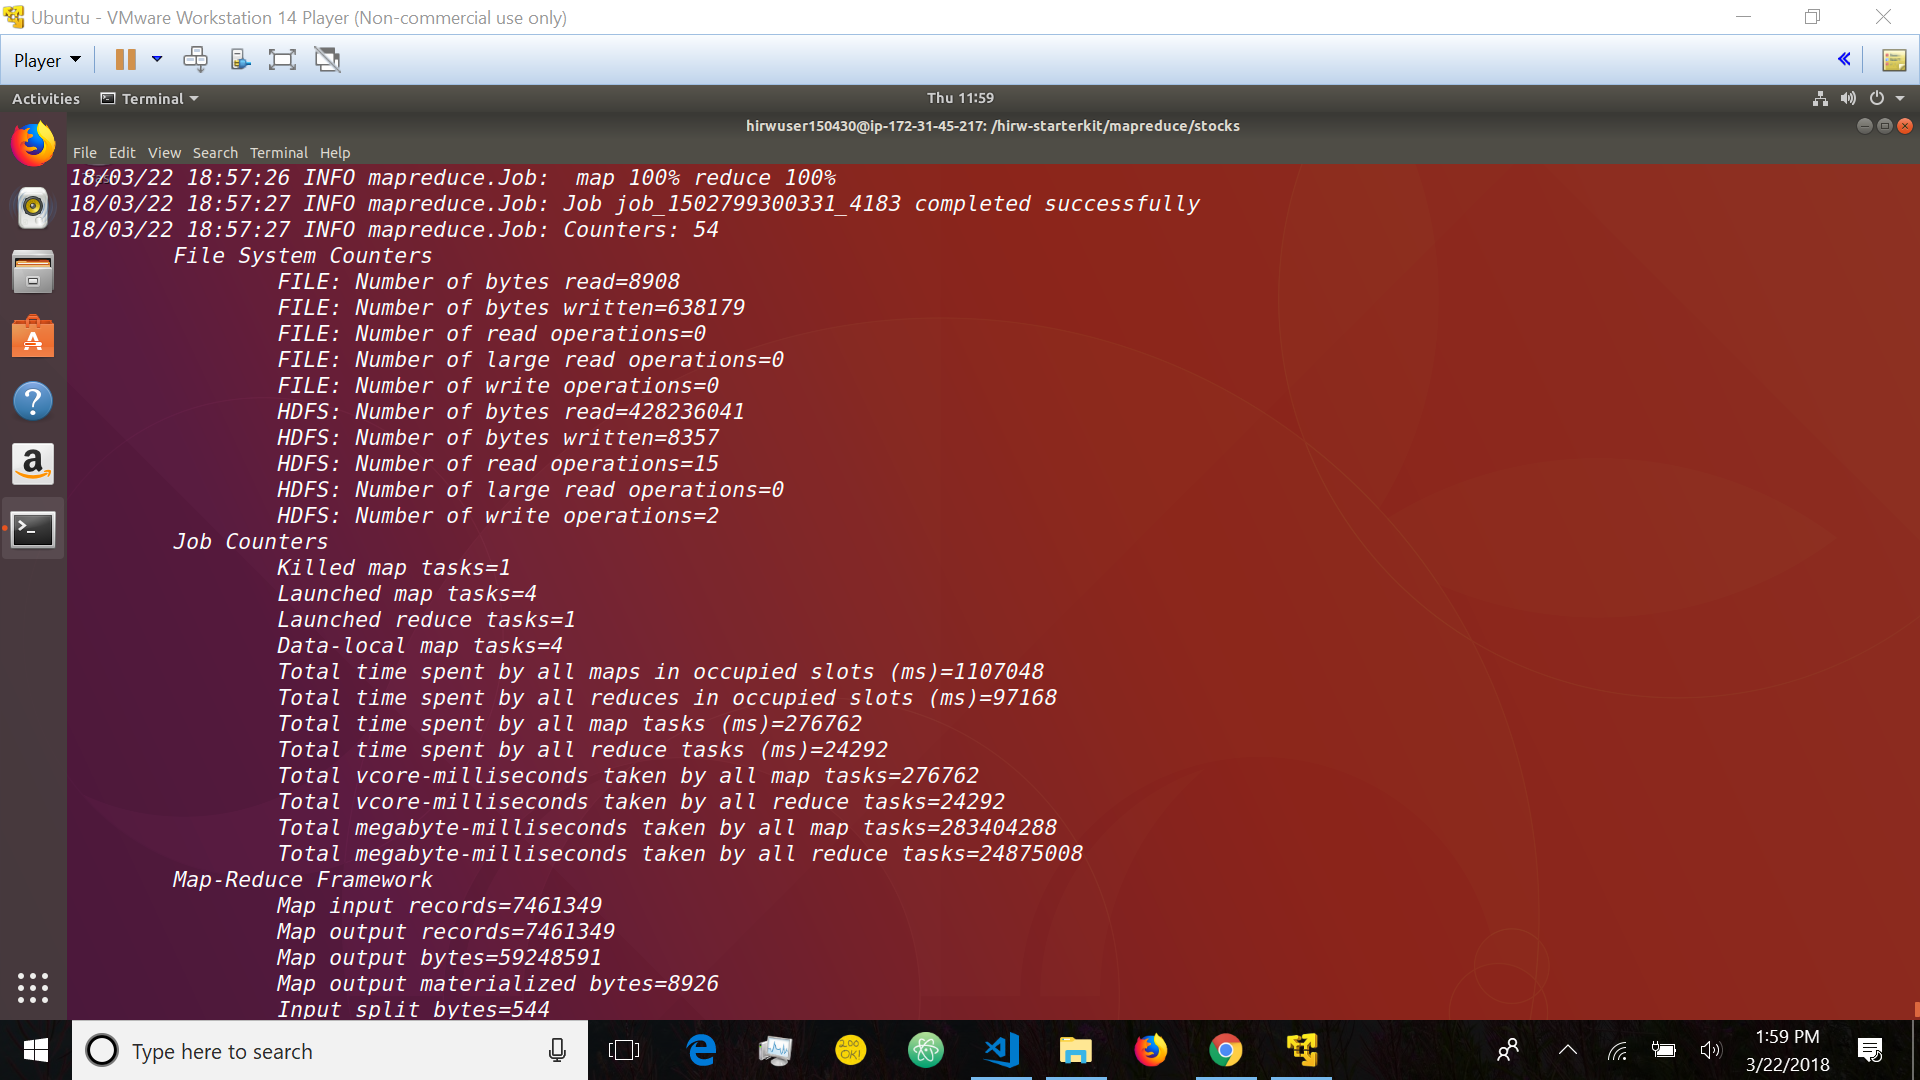 Ubuntu - VMware Workstation 14 Player (Non-commercial use only)
Player
Activities
Terminal
Thu 11:59
hirwuser150430@ip-172-31-45-217: /hirw-starterkit/mapreduce/stocks
File Edit View Search Terminal Help
18/03/22 18:57:26 INFO mapreduce.Job:  map 100% reduce 100%
18/03/22 18:57:27 INFO mapreduce.Job: Job job_1502799300331_4183 completed successfully
18/03/22 18:57:27 INFO mapreduce.Job: Counters: 54
File System Counters
FILE: Number of bytes read=8908
FILE: Number of bytes written=638179
FILE: Number of read operations=0
FILE: Number of large read operations=0
FILE: Number of write operations=0
HDFS: Number of bytes read=428236041
HDFS: Number of bytes written=8357
HDFS: Number of read operations=15
HDFS: Number of large read operations=0
HDFS: Number of write operations=2
Job Counters
Killed map tasks=1
Launched map tasks=4
Launched reduce tasks=1
Data-local map tasks=4
Total time spent by all maps in occupied slots (ms)=1107048
Total time spent by all reduces in occupied slots (ms)=97168
Total time spent by all map tasks (ms)=276762
Total time spent by all reduce tasks (ms)=24292
Total vcore-milliseconds taken by all map tasks=276762
Total vcore-milliseconds taken by all reduce tasks=24292
Total megabyte-milliseconds taken by all map tasks=283404288
Total megabyte-milliseconds taken by all reduce tasks=24875008
Map-Reduce Framework
Map input records=7461349
Map output records=7461349
Map output bytes=59248591
Map output materialized bytes=8926
Input split bytes=544
Type here to search
200 OK!
1:59 PM
3/22/2018